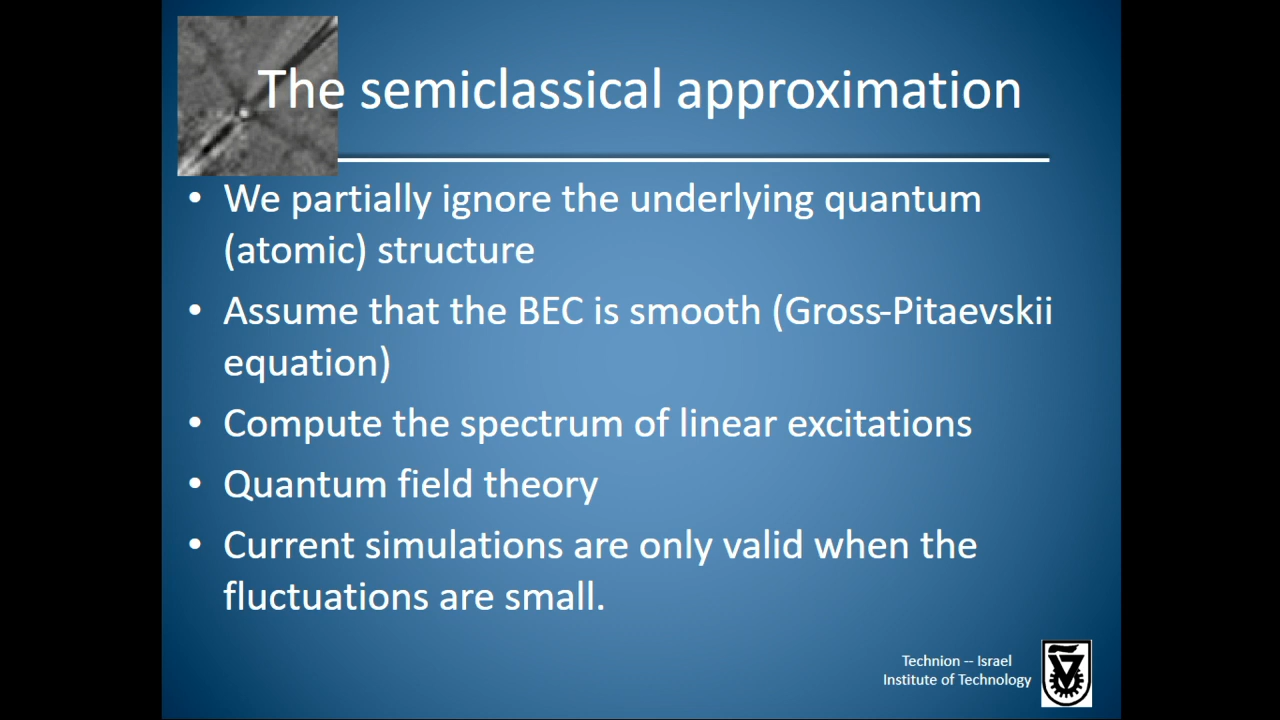 The semiclassical approximation
• We partially ignore the underlying quantum
(atomic) structure
• Assume that the BEC is smooth (Gross-Pitaevskii
equation)
• Compute the spectrum of linear excitations
• Quantum field theory
• Current simulations are only valid when the
fluctuations are small.
Technion -- Israel
Institute of Technology